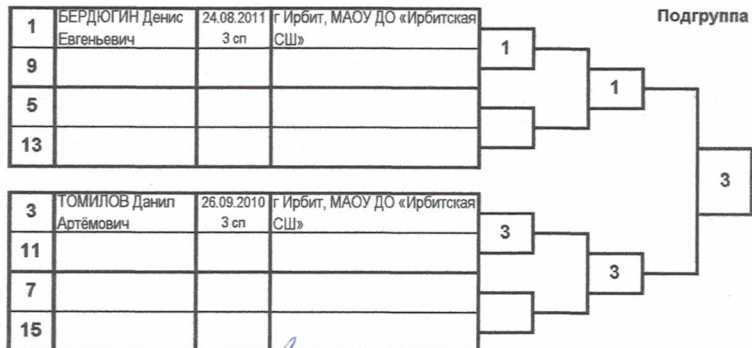 Подгруппа
1 БЕРДЮГИН Денис 24.08.2011 г Ирбит, МАОУ ДО «Ирбитская
Евгеньевич 3 сп СШ»
1
9
1
5
13
3
3 ТОМИЛОВ Данил 26.09.2010 г Ирбит, МАОУ ДО «Ирбитская
Артёмович 3 сп СШ»
3
11
3
7
15